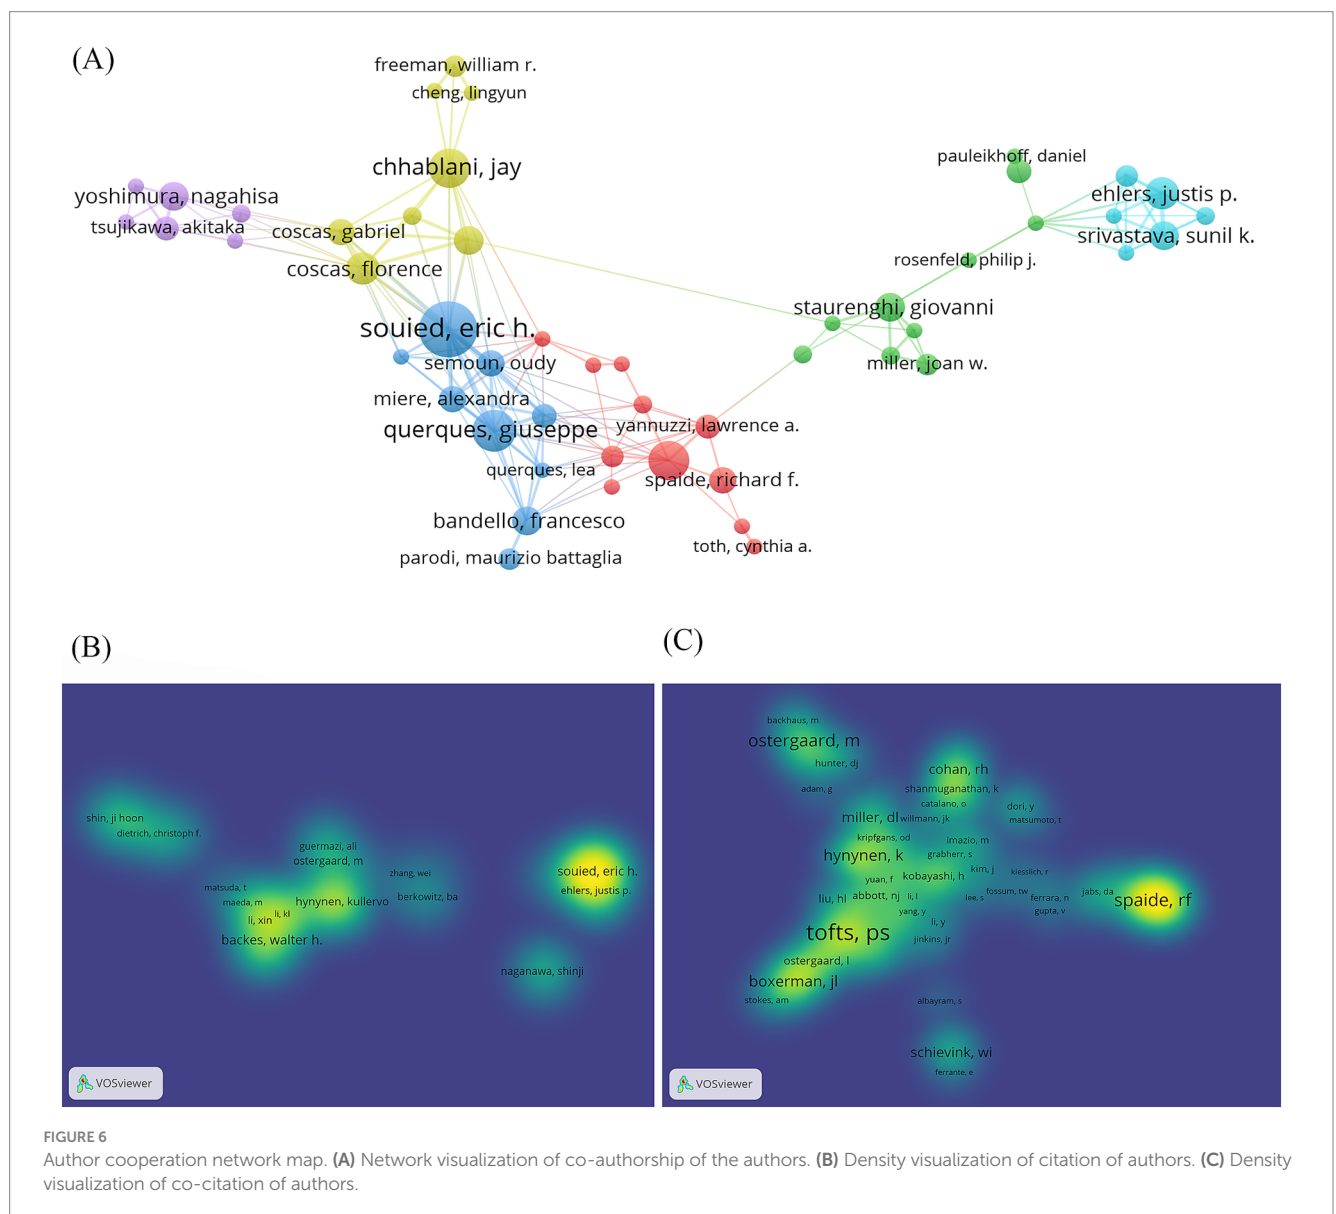 (A)
freeman, william r.
cheng, lingyun
chhablani, jay
pauleikhoff, daniel
yoshimura, nagahisa
ehlers, justis p.
tsujikawa, akitaka
coscas, gabriel
srivastava, sunil k.
coscas, florence
rosenfeld, philip j.
staurenghi, giovanni
souied, eric h.
semoun, oudy
miller, joan w.
miere, alexandra
querques, giuseppe
yannuzzi, lawrence a.
querques, lea
spaide, richard f.
bandello, francesco
toth, cynthia a.
parodi, maurizio battaglia
(B)
shin, ji hoon
dietrich, christoph f.
guermazi, ali
ostergaard, m
zhang, wei
souied, eric h.
matsuda, t
ehlers, justis p.
berkowitz, ba
maeda, m
hynynen, kullervo
li, kl
li, xin
backes, walter h.
naganawa, shinji
VOSviewer
(C)
backhaus, m
ostergaard, m
hunter, dj
cohan, rh
adam, g
shanmuganathan, k
catalano, o
dori, y
miller, dl
willmann, jk
matsumoto, t
kripfgans, od
imazio, m
hynynen, k
grabherr, s
kim, j
kiesslich, r
yuan, f
kobayashi, h
fossum, tw
jabs, da
liu, hl
abbott, nj
li, l
lee, s
ferrara, n
spaide, rf
yang, y
gupta, v
li, y
tofts, ps
jinkins, jr
ostergaard, l
boxerman, jl
stokes, am
albayram, s
schievink, wi
ferrante, e
VOSviewer
FIGURE 6
Author cooperation network map. (A) Network visualization of co-authorship of the authors. (B) Density visualization of citation of authors. (C) Density
visualization of co-citation of authors.